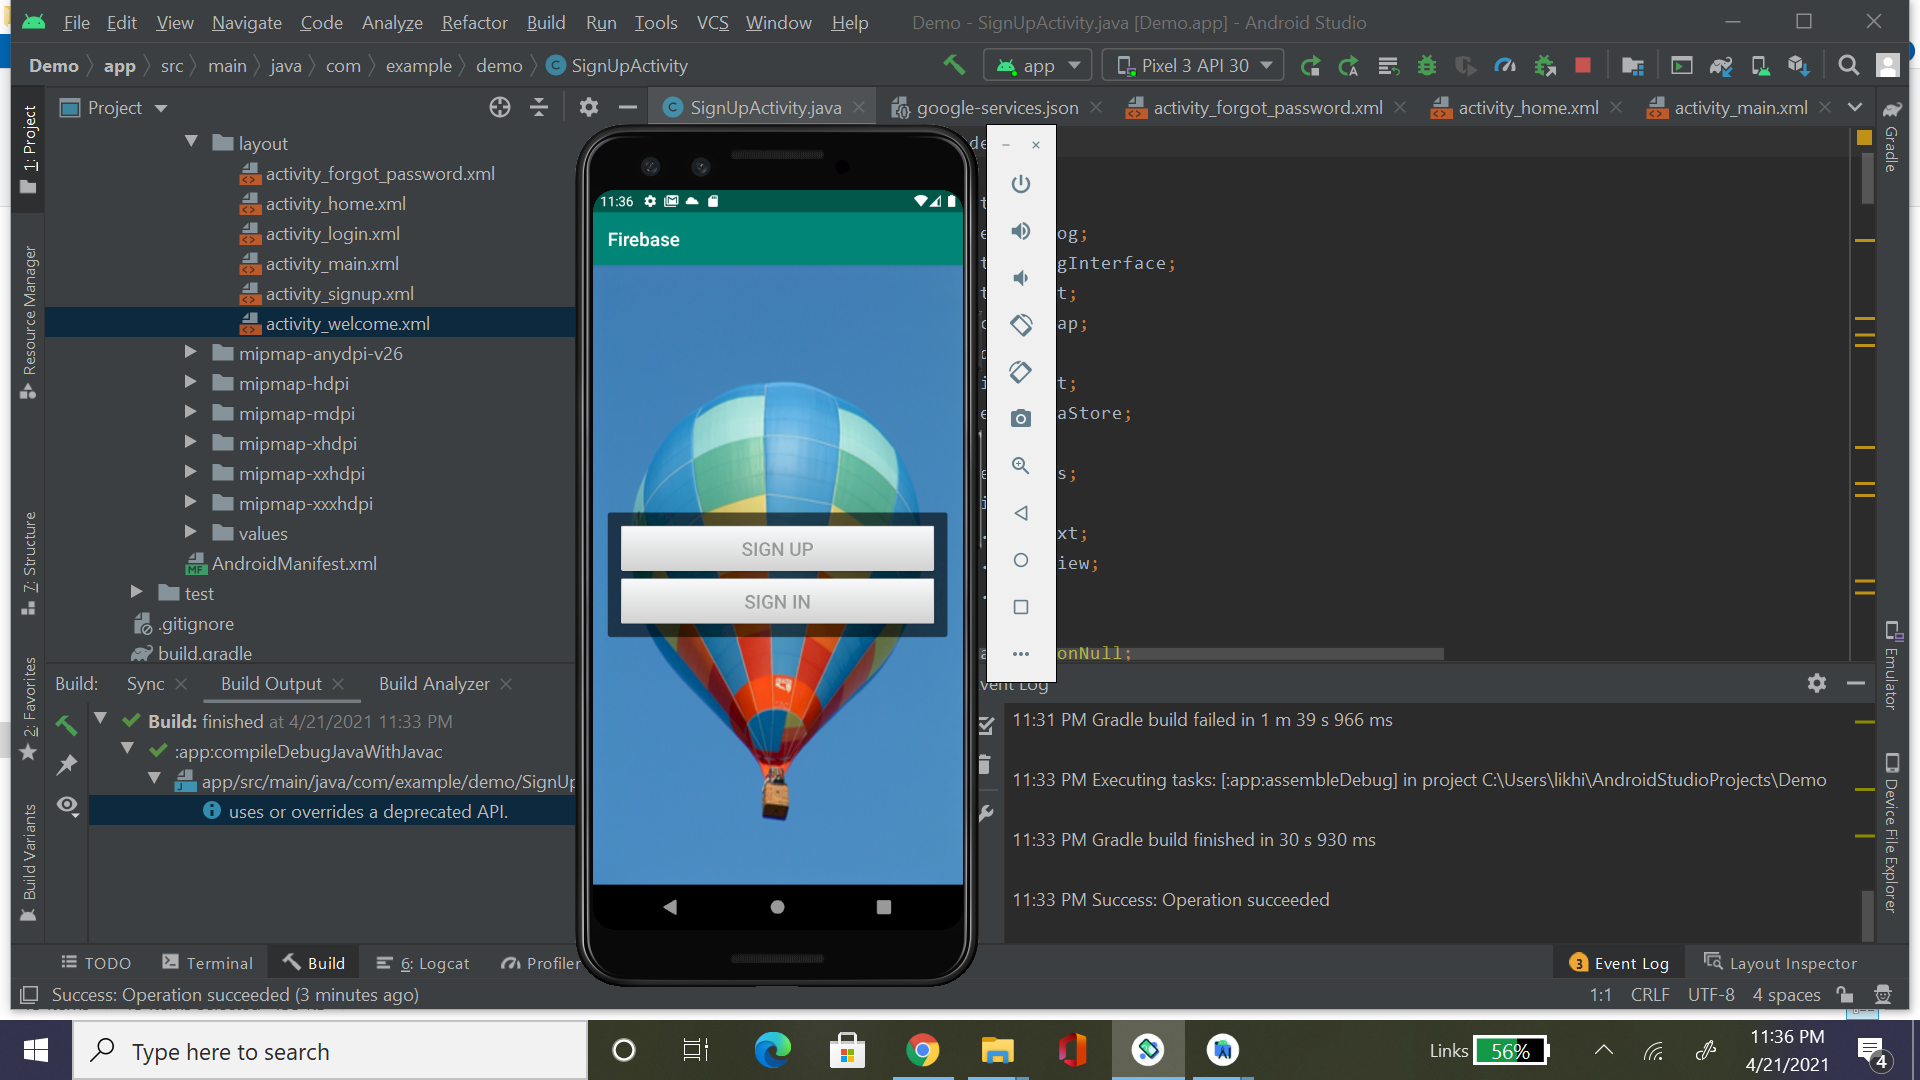 File Edit View Navigate Code Analyze Refactor Build Run Tools VCS Window Help Demo - SignUpActivity.java [Demo.app] - Android Studio
Demo app src main java com example demo SignUpActivity app Pixel 3 API 30
1: Project
Resource Manager
7: Structure
2: Favorites
Build Variants
Project
SignUpActivity.java google-services.json activity_forgot_password.xml activity_home.xml activity_main.xml
layout
activity_forgot_password.xml
activity_home.xml
activity_login.xml
activity_main.xml
activity_signup.xml
activity_welcome.xml
mipmap-anydpi-v26
mipmap-hdpi
mipmap-mdpi
mipmap-xhdpi
mipmap-xxhdpi
mipmap-xxxhdpi
values
AndroidManifest.xml
test
.gitignore
build.gradle
11:36
Firebase
SIGN UP
SIGN IN
og;
gInterface;
t;
ap;
t;
aStore;
s;
xt;
iew;
onNull;
Gradle
Emulator
Device File Explorer
Build: Sync Build Output Build Analyzer
Build: finished at 4/21/2021 11:33 PM
:app:compileDebugJavaWithJavac
app/src/main/java/com/example/demo/SignUp
uses or overrides a deprecated API.
vent Log
11:31 PM Gradle build failed in 1 m 39 s 966 ms
11:33 PM Executing tasks: [:app:assembleDebug] in project C:\Users\likhi\AndroidStudioProjects\Demo
11:33 PM Gradle build finished in 30 s 930 ms
11:33 PM Success: Operation succeeded
TODO Terminal Build 6: Logcat Profiler
3 Event Log Layout Inspector
Success: Operation succeeded (3 minutes ago)
1:1 CRLF UTF-8 4 spaces
Type here to search
Links 56%
11:36 PM
4/21/2021
4